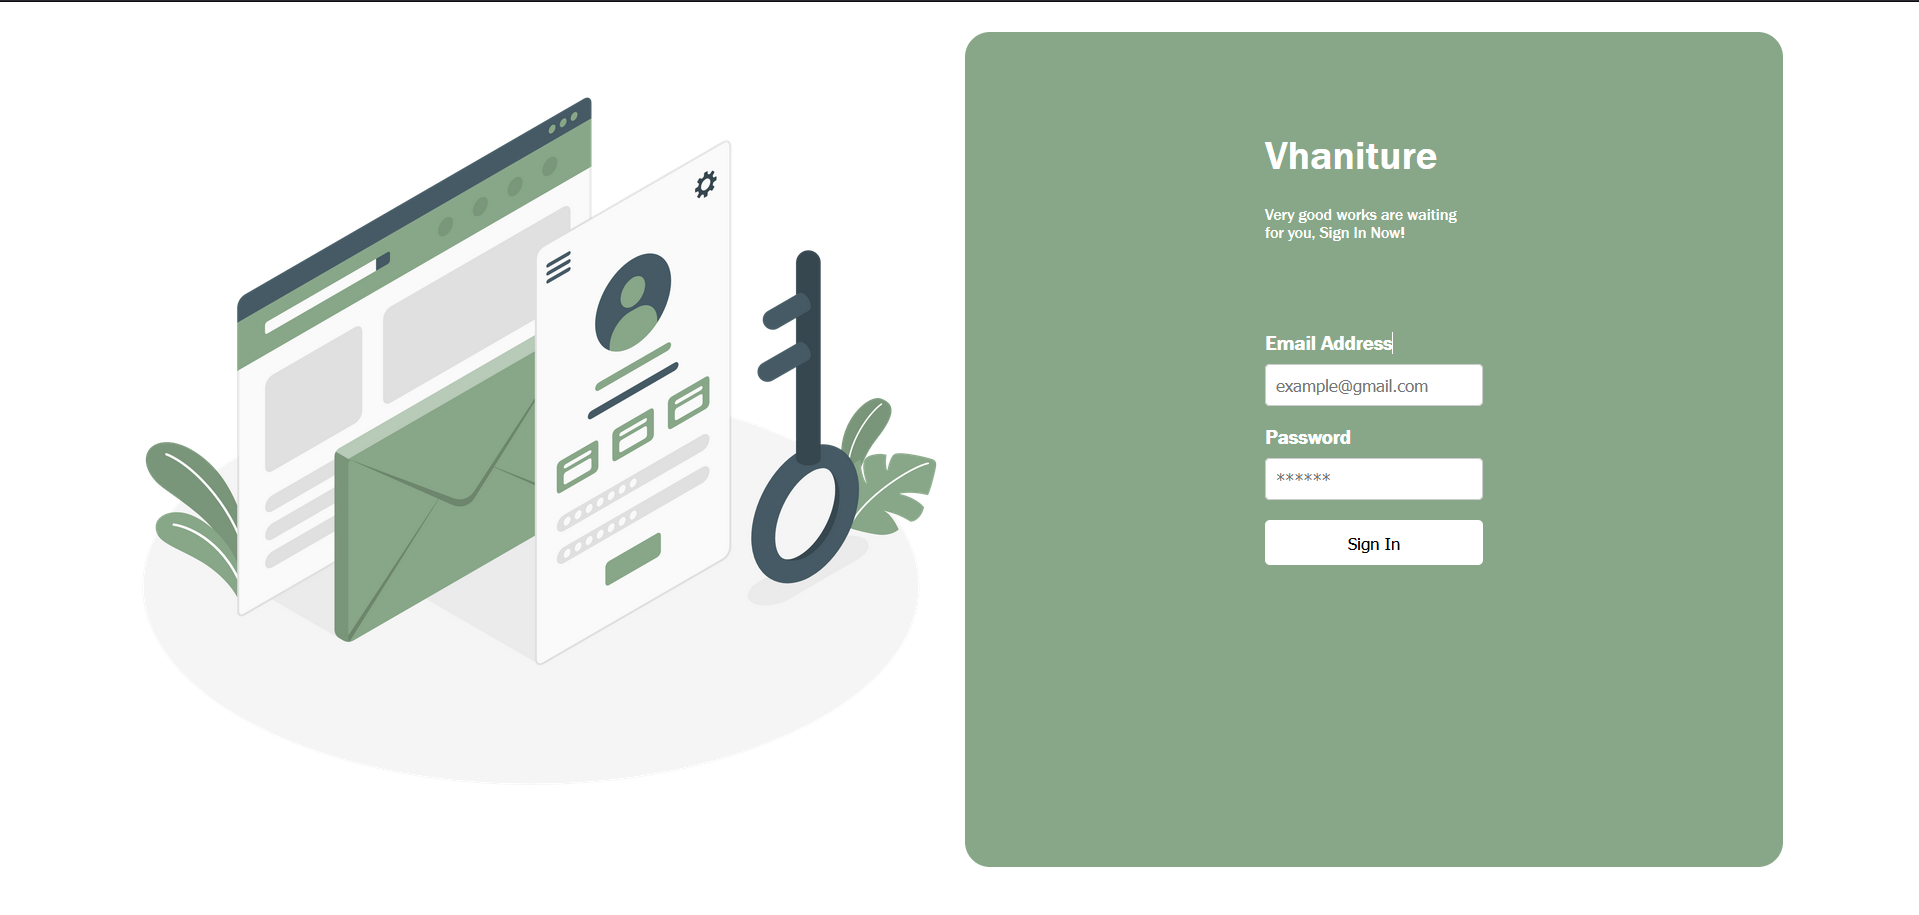 Vhaniture
Very good works are waiting
for you, Sign In Now!
Email Address
example@gmail.com
Password
******
Sign In